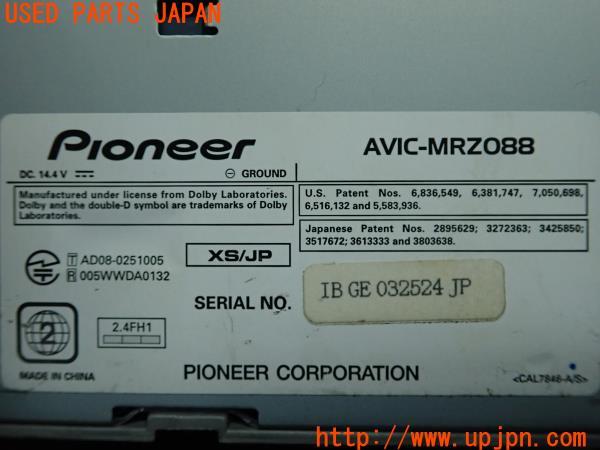 USED PARTS JAPAN
Pioneer
AVIC-MRZ088
DC. 14.4 V ⎓
⊖ GROUND
Manufactured under license from Dolby Laboratories.
Dolby and the double-D symbol are trademarks of Dolby
Laboratories.
U.S. Patent Nos. 6,836,549, 6,381,747, 7,050,698,
6,516,132 and 5,583,936.
Japanese Patent Nos. 2895629; 3272363; 3425850;
3517672; 3613333 and 3803638.
T AD08-0251005
R 005WWDA0132
XS/JP
SERIAL NO.
IB GE 032524 JP
2
2.4FH1
MADE IN CHINA
PIONEER CORPORATION
<CAL7846-A/S>
http://www.upjpn.com